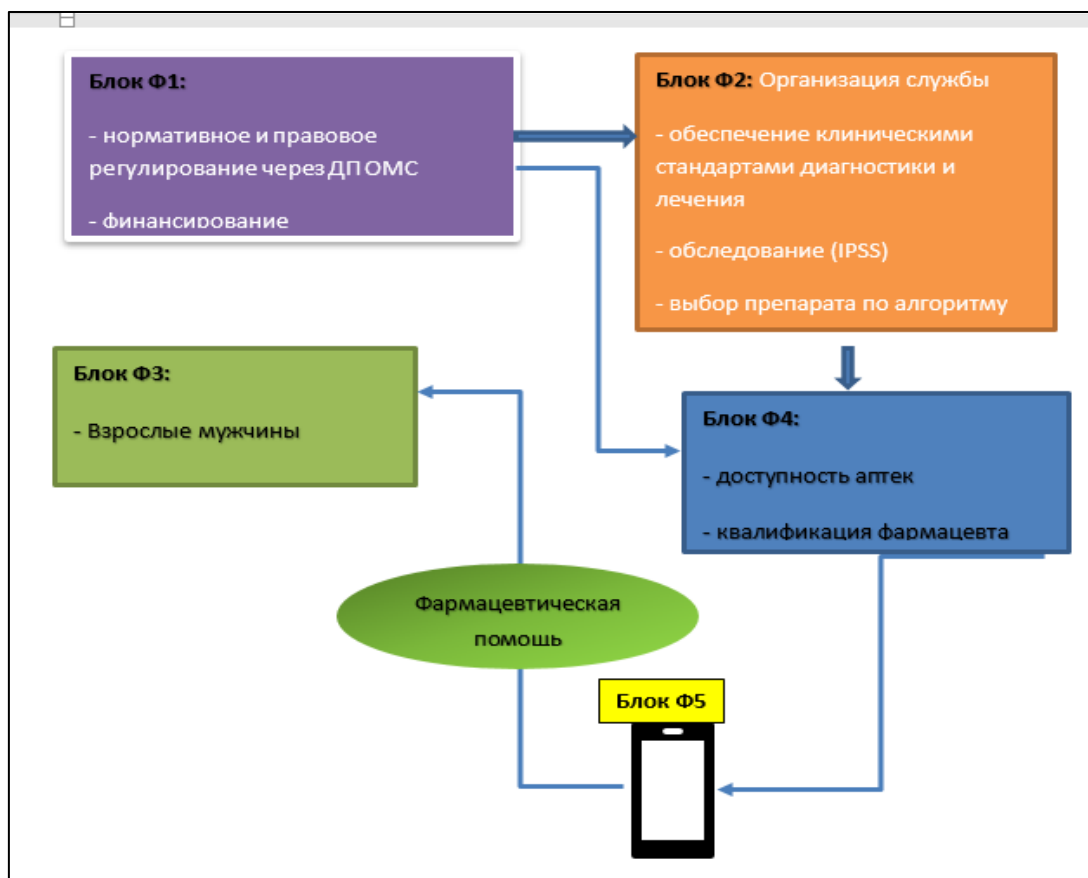 Блок Ф1:
- нормативное и правовое
регулирование через ДП ОМС
- финансирование
Блок Ф2: Организация службы
- обеспечение клиническими
стандартами диагностики и
лечения
- обследование (IPSS)
- выбор препарата по алгоритму
Блок Ф3:
- Взрослые мужчины
Блок Ф4:
- доступность аптек
- квалификация фармацевта
Фармацевтическая
помощь
Блок Ф5